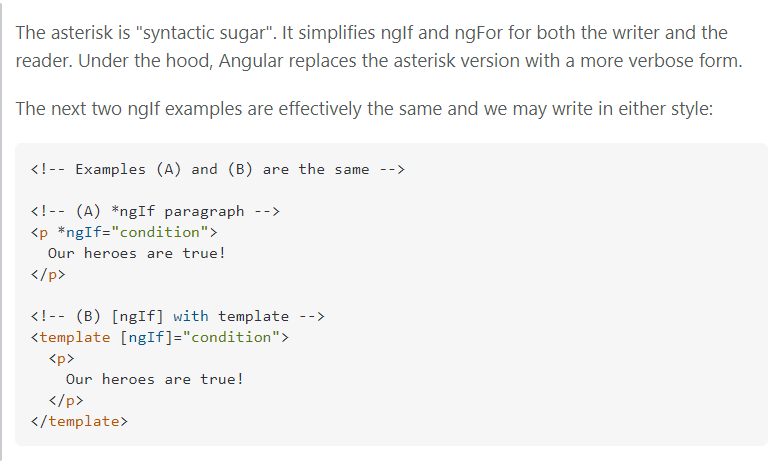 The asterisk is "syntactic sugar". It simplifies ngIf and ngFor for both the writer and the
reader. Under the hood, Angular replaces the asterisk version with a more verbose form.
The next two ngIf examples are effectively the same and we may write in either style:
<!-- Examples (A) and (B) are the same -->
<!-- (A) *ngIf paragraph -->
<p *ngIf="condition">
  Our heroes are true!
</p>
<!-- (B) [ngIf] with template -->
<template [ngIf]="condition">
  <p>
    Our heroes are true!
  </p>
</template>